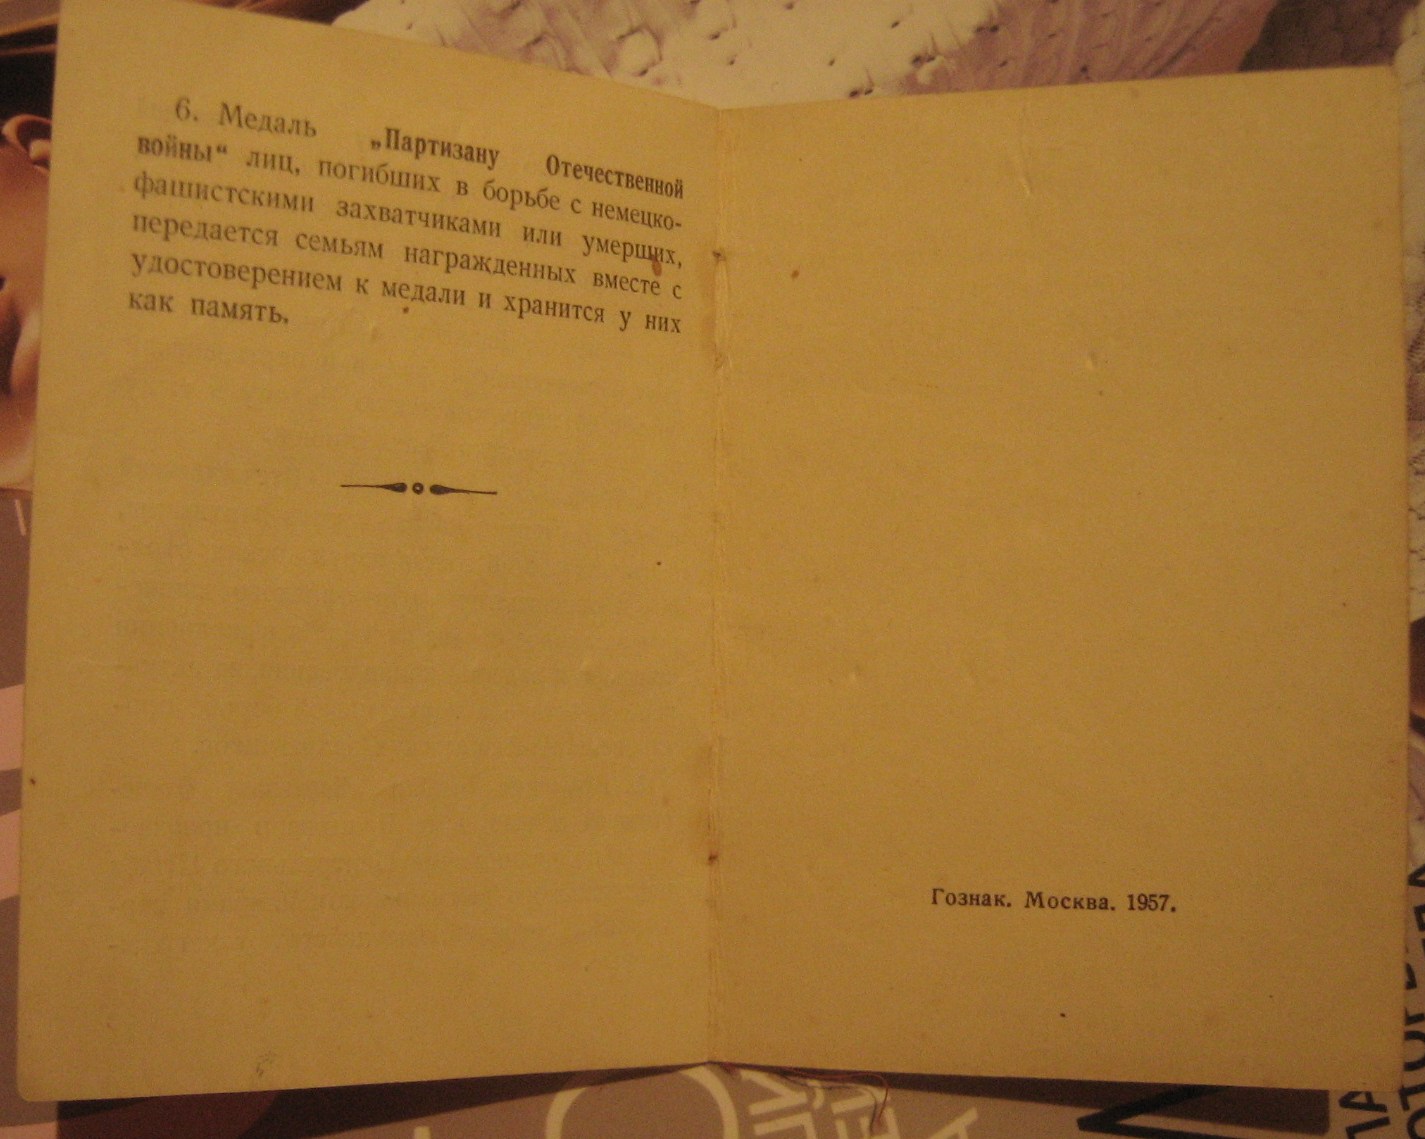 6. Медаль „Партизану Отечественной
войны“ лиц, погибших в борьбе с немецко-
фашистскими захватчиками или умерших,
передается семьям награжденных вместе с
удостоверением к медали и хранится у них
как память.
Гознак. Москва. 1957.